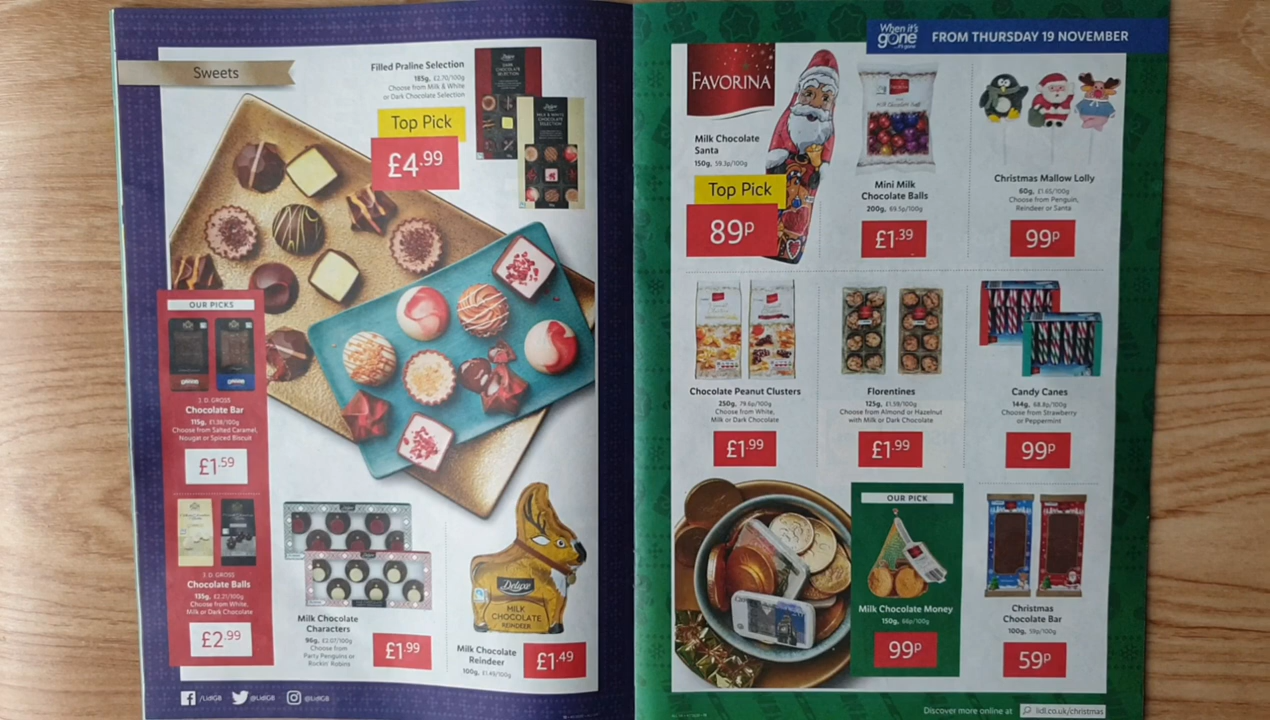 Sweets
Filled Praline Selection
185g, £2.70/100g
Choose from Milk & White
or Dark Chocolate Selection
Top Pick
£4.99
OUR PICKS
J. D. GROSS
Chocolate Bar
115g, £1.38/100g
Choose from Salted Caramel,
Nougat or Spiced Biscuit
£1.59
J. D. GROSS
Chocolate Balls
135g, £2.21/100g
Choose from White,
Milk or Dark Chocolate
£2.99
Milk Chocolate
Characters
96g, £2.07/100g
Choose from
Party Penguins or
Rockin' Robins
£1.99
Deluxe
MILK
CHOCOLATE
REINDEER
Milk Chocolate
Reindeer
100g, £1.49/100g
£1.49
/LidlGB
@LidlGB
@LidlGB
When it's
gone
it's gone
FROM THURSDAY 19 NOVEMBER
FAVORINA
Milk Chocolate
Santa
150g, 59.3p/100g
Top Pick
89p
Mini Milk
Chocolate Balls
200g, 69.5p/100g
£1.39
Christmas Mallow Lolly
60g, £1.65/100g
Choose from Penguin,
Reindeer or Santa
99p
Chocolate Peanut Clusters
250g, 79.6p/100g
Choose from White,
Milk or Dark Chocolate
£1.99
Florentines
125g, £1.59/100g
Choose from Almond or Hazelnut
with Milk or Dark Chocolate
£1.99
Candy Canes
144g, 68.8p/100g
Choose from Strawberry
or Peppermint
99p
OUR PICK
Milk Chocolate Money
150g, 66p/100g
99p
Christmas
Chocolate Bar
100g, 59p/100g
59p
Discover more online at
lidl.co.uk/christmas